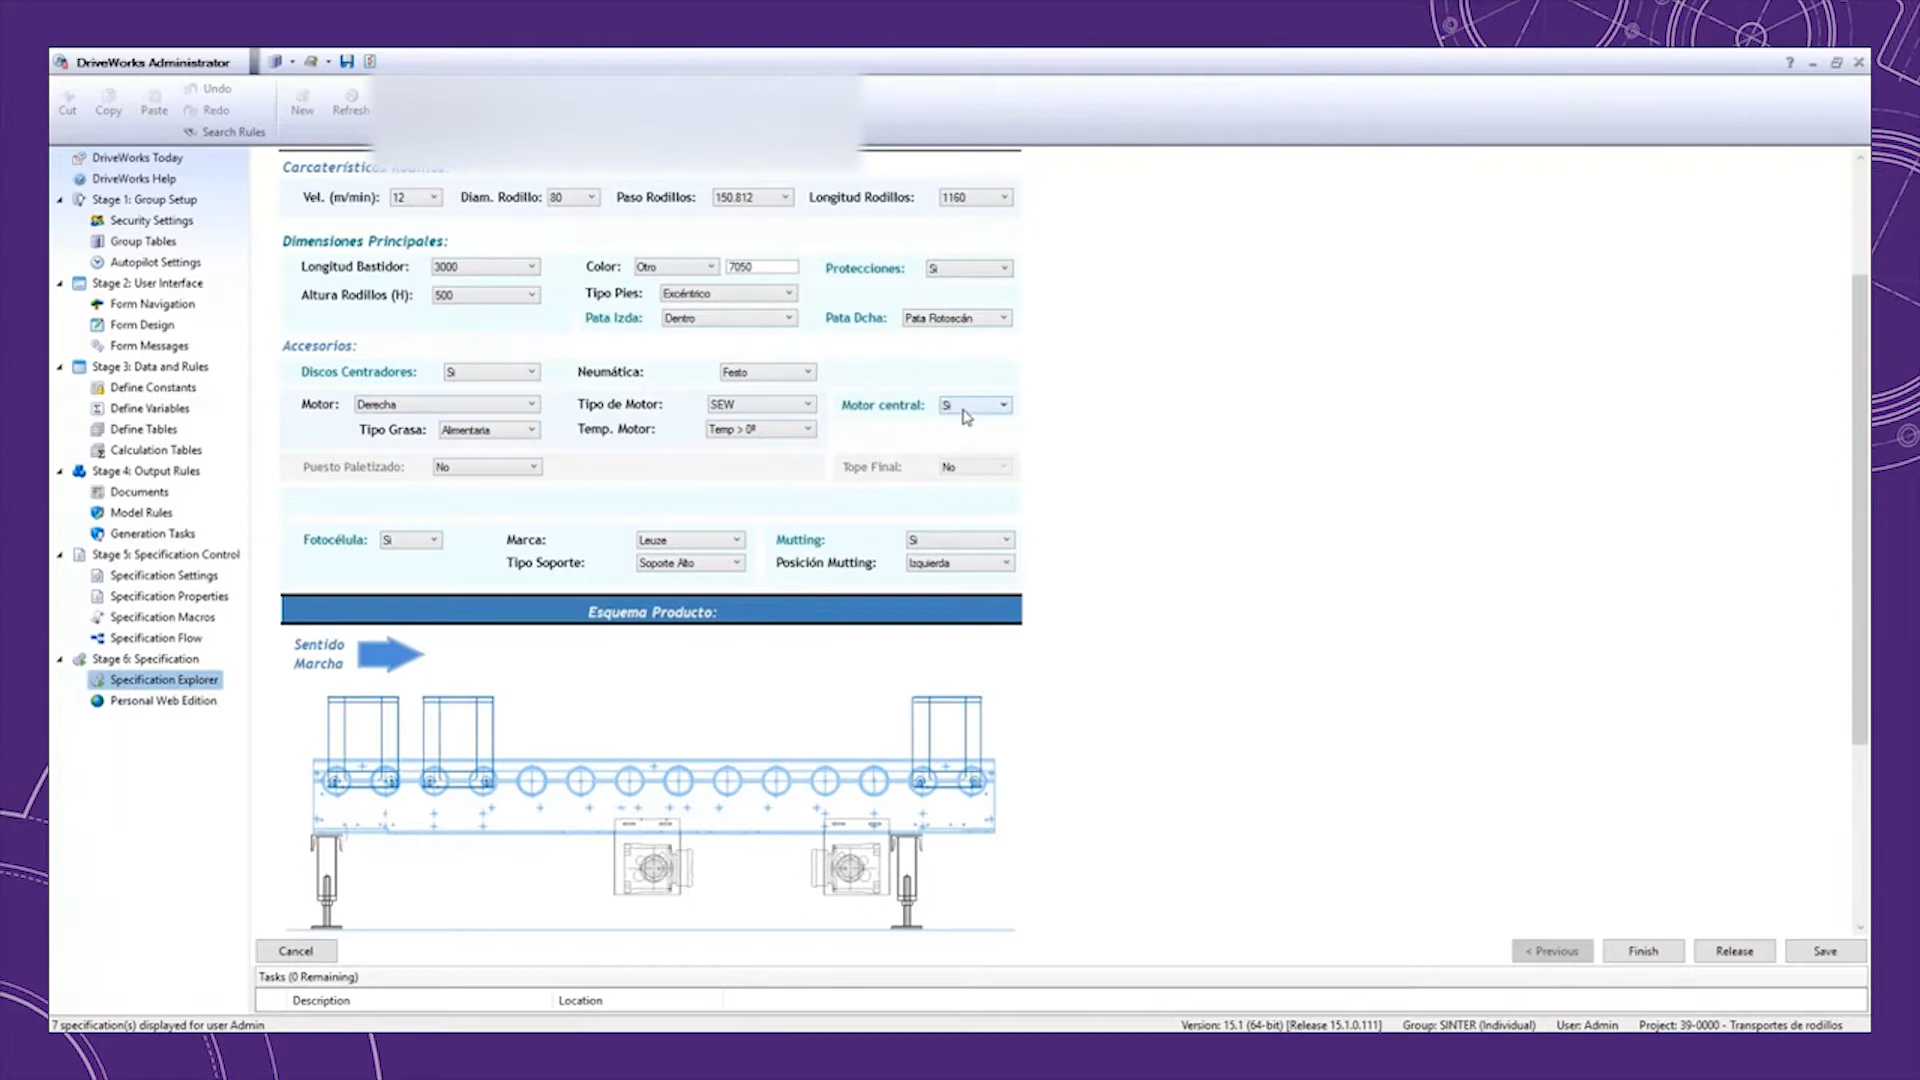 DriveWorks Administrator
?
Undo
Cut Copy Paste Redo New Refresh
Search Rules
DriveWorks Today
DriveWorks Help
Stage 1: Group Setup
Security Settings
Group Tables
Autopilot Settings
Stage 2: User Interface
Form Navigation
Form Design
Form Messages
Stage 3: Data and Rules
Define Constants
Define Variables
Define Tables
Calculation Tables
Stage 4: Output Rules
Documents
Model Rules
Generation Tasks
Stage 5: Specification Control
Specification Settings
Specification Properties
Specification Macros
Specification Flow
Stage 6: Specification
Specification Explorer
Personal Web Edition
Carcaterísticas
Vel. (m/min): 12 Diam. Rodillo: 80 Paso Rodillos: 150.812 Longitud Rodillos: 1160
Dimensiones Principales:
Longitud Bastidor: 3000 Color: Otro 7050 Protecciones: Si
Altura Rodillos (H): 500 Tipo Pies: Excéntrico
Pata Izda: Dentro Pata Dcha: Pata Rotoscán
Accesorios:
Discos Centradores: Si Neumática: Festo
Motor: Derecha Tipo de Motor: SEW Motor central: Si
Tipo Grasa: Alimentaria Temp. Motor: Temp > 0º
Puesto Paletizado: No Tope Final: No
Fotocélula: Si Marca: Leuze Mutting: Si
Tipo Soporte: Soporte Alto Posición Mutting: Izquierda
Esquema Producto:
Sentido
Marcha
Cancel < Previous Finish Release Save
Tasks (0 Remaining)
Description Location
7 specification(s) displayed for user Admin Version: 15.1 (64-bit) [Release 15.1.0.111] Group: SINTER (Individual) User: Admin Project: 39-0000 - Transportes de rodillos